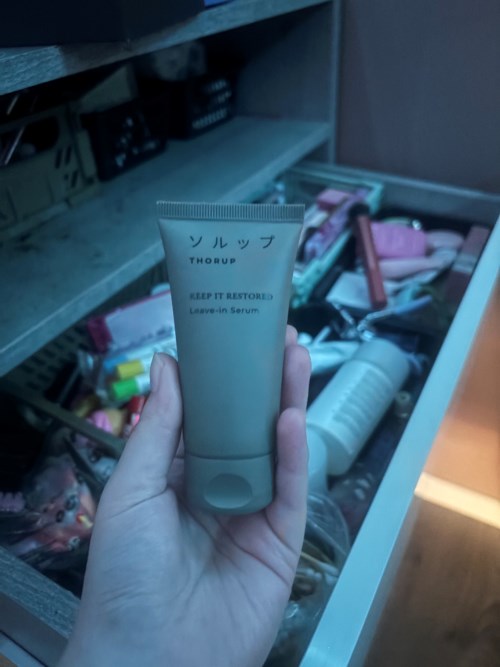 ソルップ
THORUP
KEEP IT RESTORED
Leave-in Serum